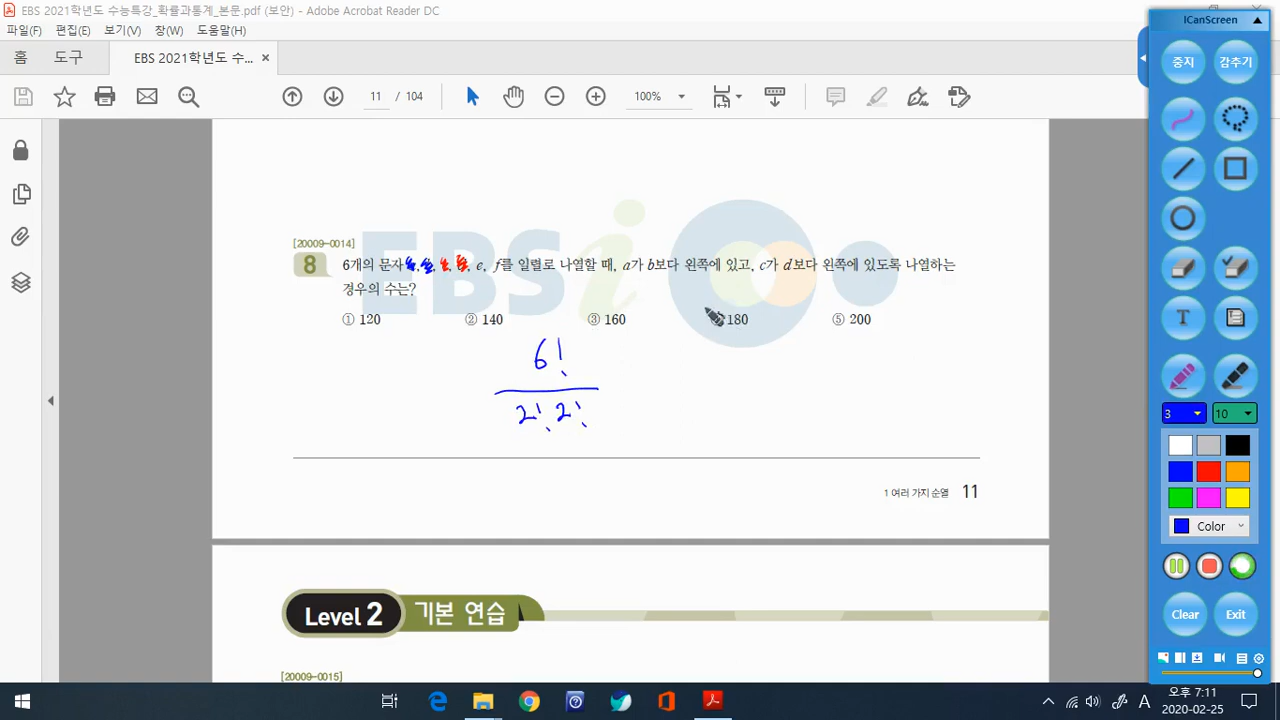 EBS 2021학년도 수능특강_확률과통계_본문.pdf (보안) - Adobe Acrobat Reader DC
파일(F) 편집(E) 보기(V) 창(W) 도움말(H)
홈 도구 EBS 2021학년도 수... ×
11 / 104 100%
[20009-0014]
8 6개의 문자 , , , , e, f를 일렬로 나열할 때, a가 b보다 왼쪽에 있고, c가 d보다 왼쪽에 있도록 나열하는
경우의 수는?
① 120 ② 140 ③ 160 180 ⑤ 200
6!
2! 2!
1 여러 가지 순열 11
Level 2 기본 연습
[20009-0015]
EBSi
ICanScreen
중지 감추기
T
3 10
Color
Clear Exit
A 오후 7:11
2020-02-25